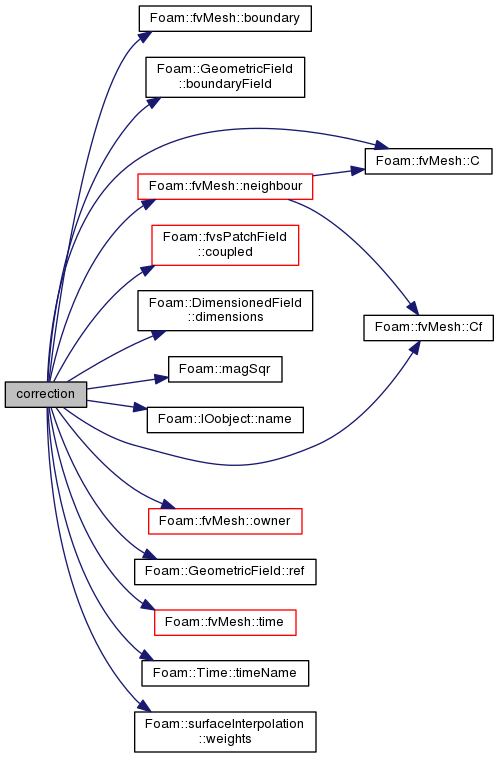 Foam::fvMesh::boundary
Foam::GeometricField
::boundaryField
Foam::fvMesh::C
Foam::fvMesh::neighbour
Foam::fvsPatchField
::coupled
Foam::DimensionedField
::dimensions
Foam::fvMesh::Cf
Foam::magSqr
correction
Foam::IOobject::name
Foam::fvMesh::owner
Foam::GeometricField::ref
Foam::fvMesh::time
Foam::Time::timeName
Foam::surfaceInterpolation
::weights